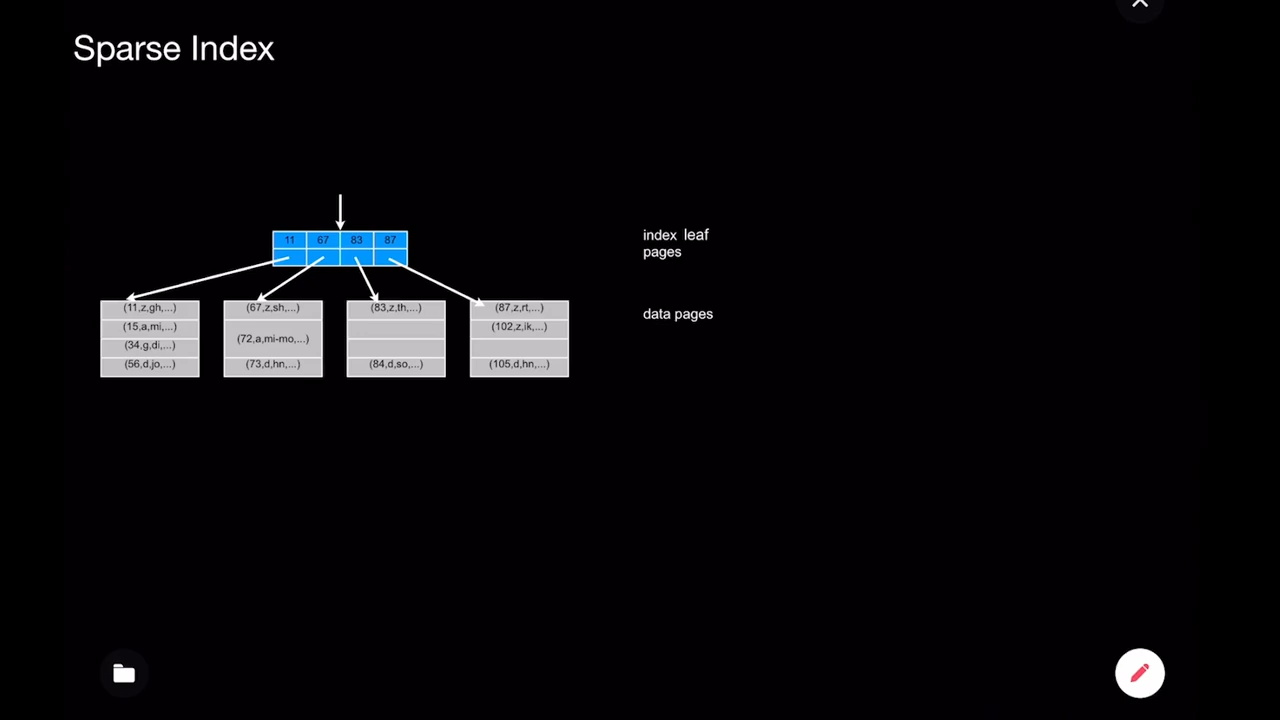 Sparse Index
11 67 83 87
index leaf
pages
(11,z,gh,...) (67,z,sh,...) (83,z,th,...) (87,z,rt,...)
data pages
(15,a,mi,...) (102,z,ik,...)
(72,a,mi-mo,...)
(34,g,di,...)
(56,d,jo,...) (73,d,hn,...) (84,d,so,...) (105,d,hn,...)